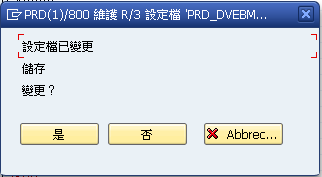 PRD(1)/800 維護 R/3 設定檔 'PRD_DVEBM...
設定檔已變更
儲存
變更？
是
否
Abbrec...